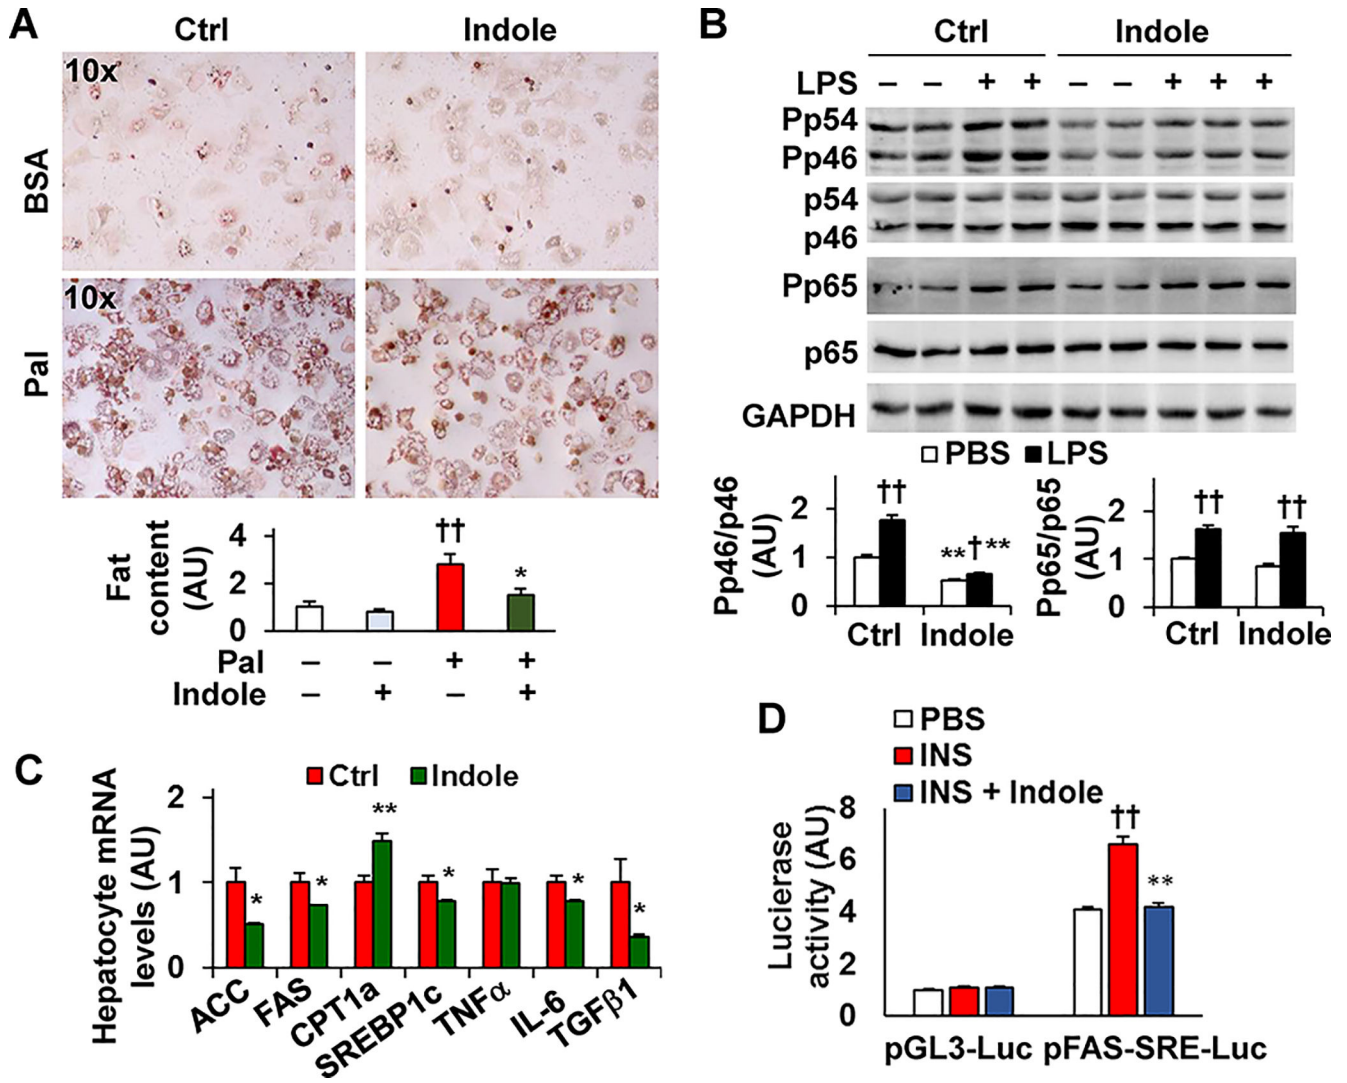 A
Ctrl Indole
10x
BSA
10x
Pal
Fat
content
(AU)
4
2
0
Pal – – + +
Indole – + – +
†† *
B
Ctrl Indole
LPS – – + + – – + + +
Pp54
Pp46
p54
p46
Pp65
p65
GAPDH
PBS LPS
Pp46/p46
(AU)
2
1
0
††
** † **
Ctrl Indole
Pp65/p65
(AU)
2
1
0
†† ††
Ctrl Indole
C
Ctrl Indole
Hepatocyte mRNA
levels (AU)
2
1
0
* * ** * * *
ACC FAS CPT1a SREBP1c TNFα IL-6 TGFβ1
D
PBS
INS
INS + Indole
Lucierase
activity (AU)
8
6
4
2
0
††
**
pGL3-Luc pFAS-SRE-Luc